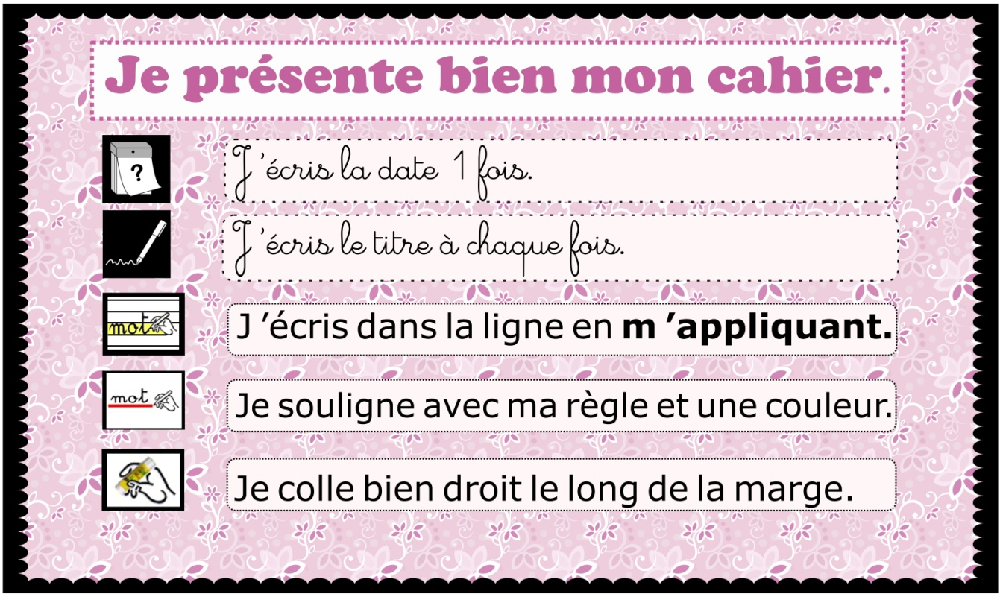 Je présente bien mon cahier.
?
J 'écris la date 1 fois.
J 'écris le titre à chaque fois.
mot
J 'écris dans la ligne en m 'appliquant.
mot
Je souligne avec ma règle et une couleur.
Je colle bien droit le long de la marge.